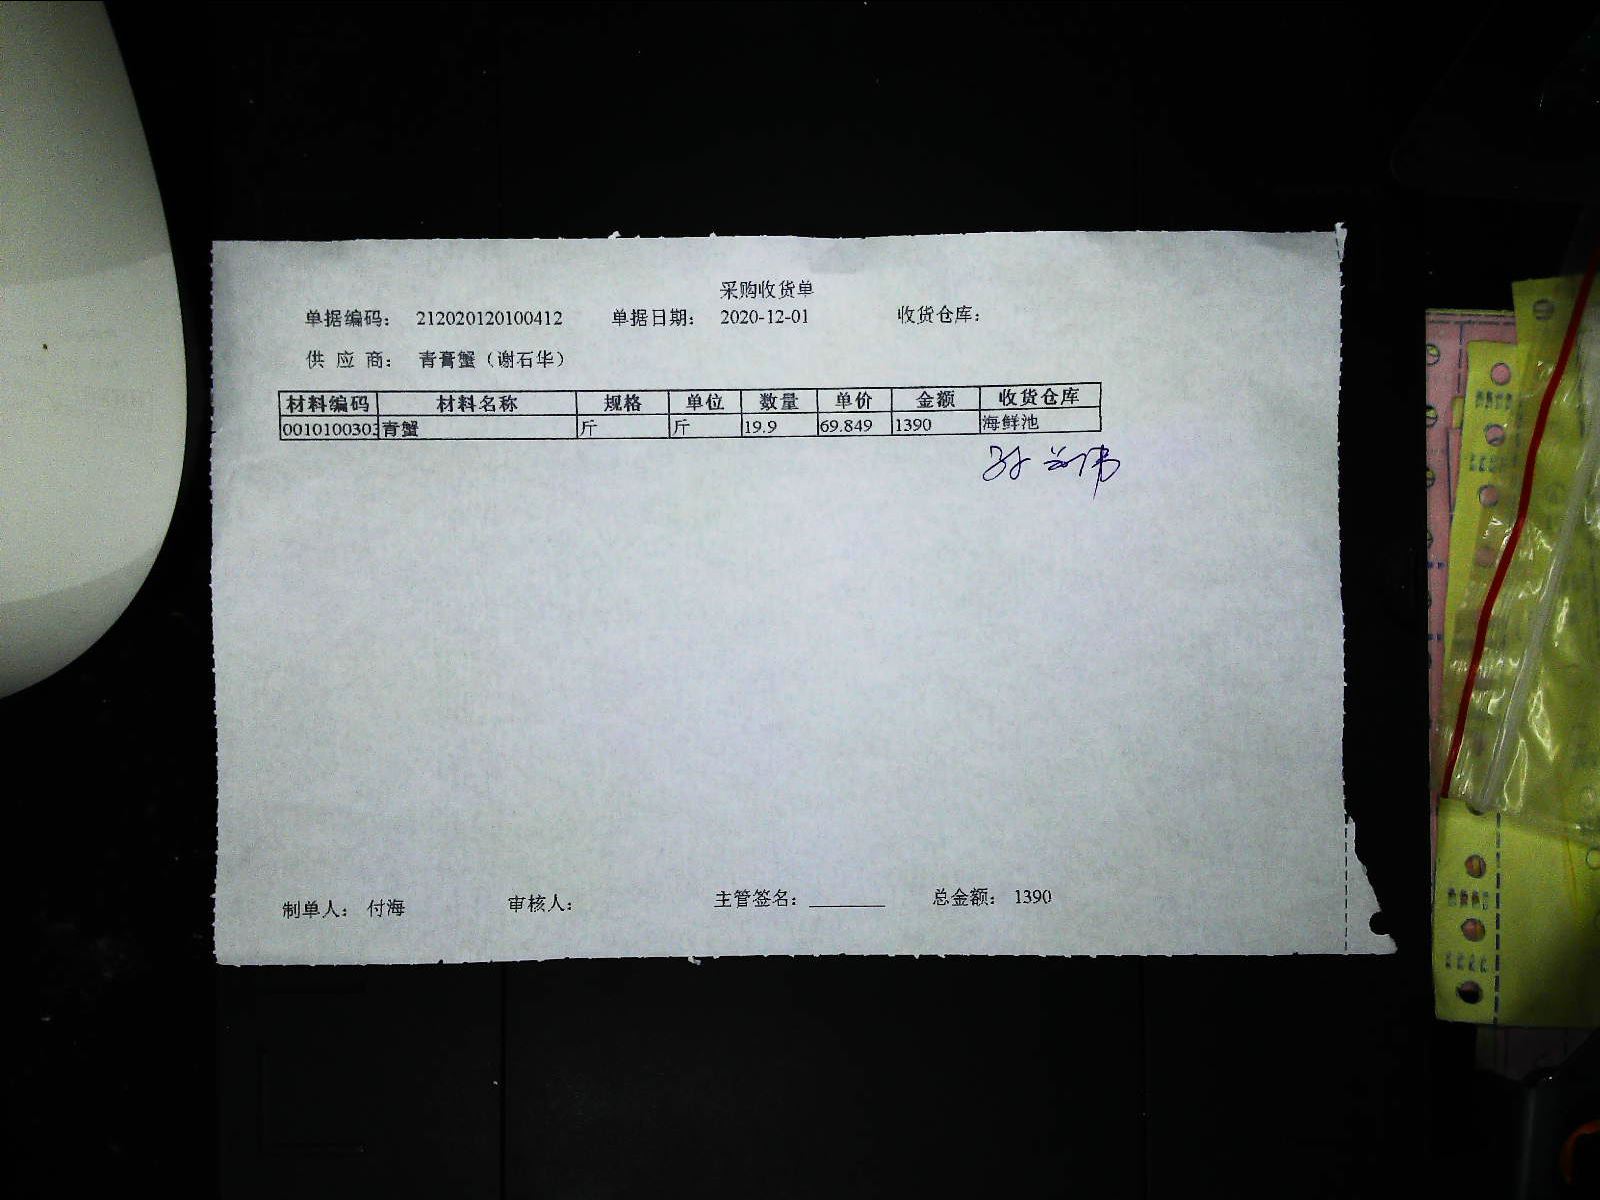 采购收货单
单据编码： 212020120100412 单据日期： 2020-12-01 收货仓库：
供 应 商： 青膏蟹（谢石华）
材料编码 材料名称 规格 单位 数量 单价 金额 收货仓库
0010100303 青蟹 斤 斤 19.9 69.849 1390 海鲜池
制单人： 付海 审核人： 主管签名：________ 总金额： 1390